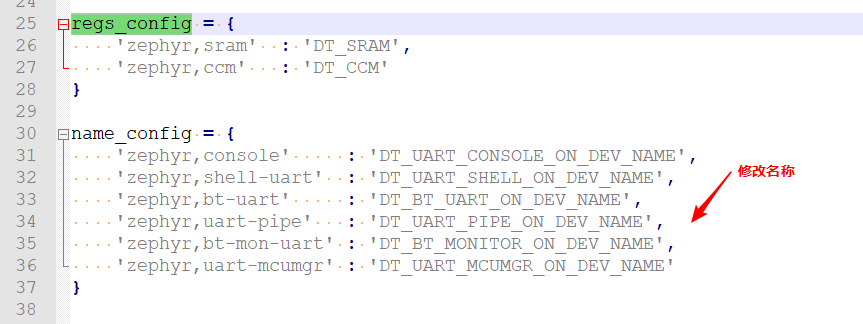 24
25 regs_config = {
26 'zephyr,sram' : 'DT_SRAM',
27 'zephyr,ccm' : 'DT_CCM'
28 }
29
30 name_config = {
31 'zephyr,console' : 'DT_UART_CONSOLE_ON_DEV_NAME',
32 'zephyr,shell-uart' : 'DT_UART_SHELL_ON_DEV_NAME',
33 'zephyr,bt-uart' : 'DT_BT_UART_ON_DEV_NAME',
34 'zephyr,uart-pipe' : 'DT_UART_PIPE_ON_DEV_NAME',
35 'zephyr,bt-mon-uart' : 'DT_BT_MONITOR_ON_DEV_NAME',
36 'zephyr,uart-mcumgr' : 'DT_UART_MCUMGR_ON_DEV_NAME'
37 }
38
修改名称